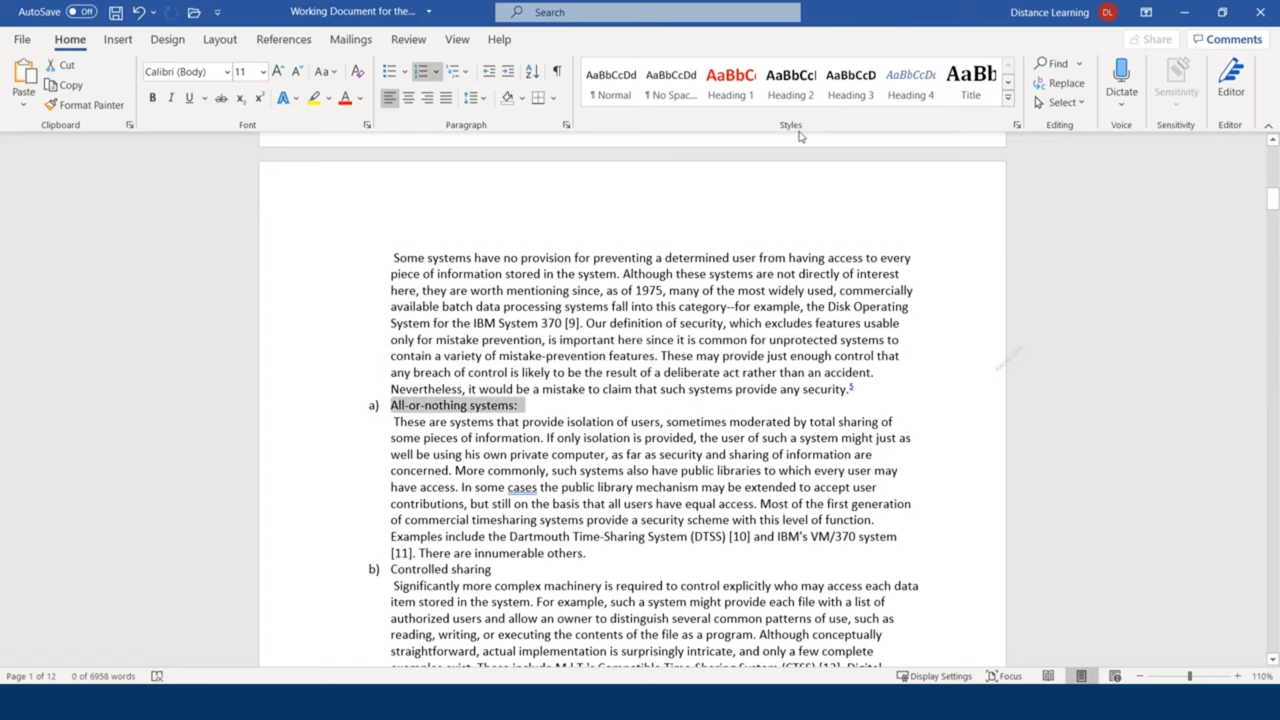 AutoSave Off Working Document for the... Search Distance Learning DL
File Home Insert Design Layout References Mailings Review View Help Share Comments
Paste Cut Copy Format Painter
Calibri (Body) 11 Aa
B I U ab x2 x2 A A
AaBbCcDd AaBbCcDd AaBbC AaBbCcI AaBbCcD AaBbCcDc AaBb
¶ Normal ¶ No Spac... Heading 1 Heading 2 Heading 3 Heading 4 Title
Find Replace Select
Dictate Sensitivity Editor
Clipboard Font Paragraph Styles Editing Voice Sensitivity Editor
Some systems have no provision for preventing a determined user from having access to every
piece of information stored in the system. Although these systems are not directly of interest
here, they are worth mentioning since, as of 1975, many of the most widely used, commercially
available batch data processing systems fall into this category--for example, the Disk Operating
System for the IBM System 370 [9]. Our definition of security, which excludes features usable
only for mistake prevention, is important here since it is common for unprotected systems to
contain a variety of mistake-prevention features. These may provide just enough control that
any breach of control is likely to be the result of a deliberate act rather than an accident.
Nevertheless, it would be a mistake to claim that such systems provide any security.5
a) All-or-nothing systems:
These are systems that provide isolation of users, sometimes moderated by total sharing of
some pieces of information. If only isolation is provided, the user of such a system might just as
well be using his own private computer, as far as security and sharing of information are
concerned. More commonly, such systems also have public libraries to which every user may
have access. In some cases the public library mechanism may be extended to accept user
contributions, but still on the basis that all users have equal access. Most of the first generation
of commercial timesharing systems provide a security scheme with this level of function.
Examples include the Dartmouth Time-Sharing System (DTSS) [10] and IBM's VM/370 system
[11]. There are innumerable others.
b) Controlled sharing
Significantly more complex machinery is required to control explicitly who may access each data
item stored in the system. For example, such a system might provide each file with a list of
authorized users and allow an owner to distinguish several common patterns of use, such as
reading, writing, or executing the contents of the file as a program. Although conceptually
straightforward, actual implementation is surprisingly intricate, and only a few complete
examples exist. These include M.I.T.'s Compatible Time-Sharing System (CTSS) [12], Digital
Page 1 of 12 0 of 6958 words Display Settings Focus 110%